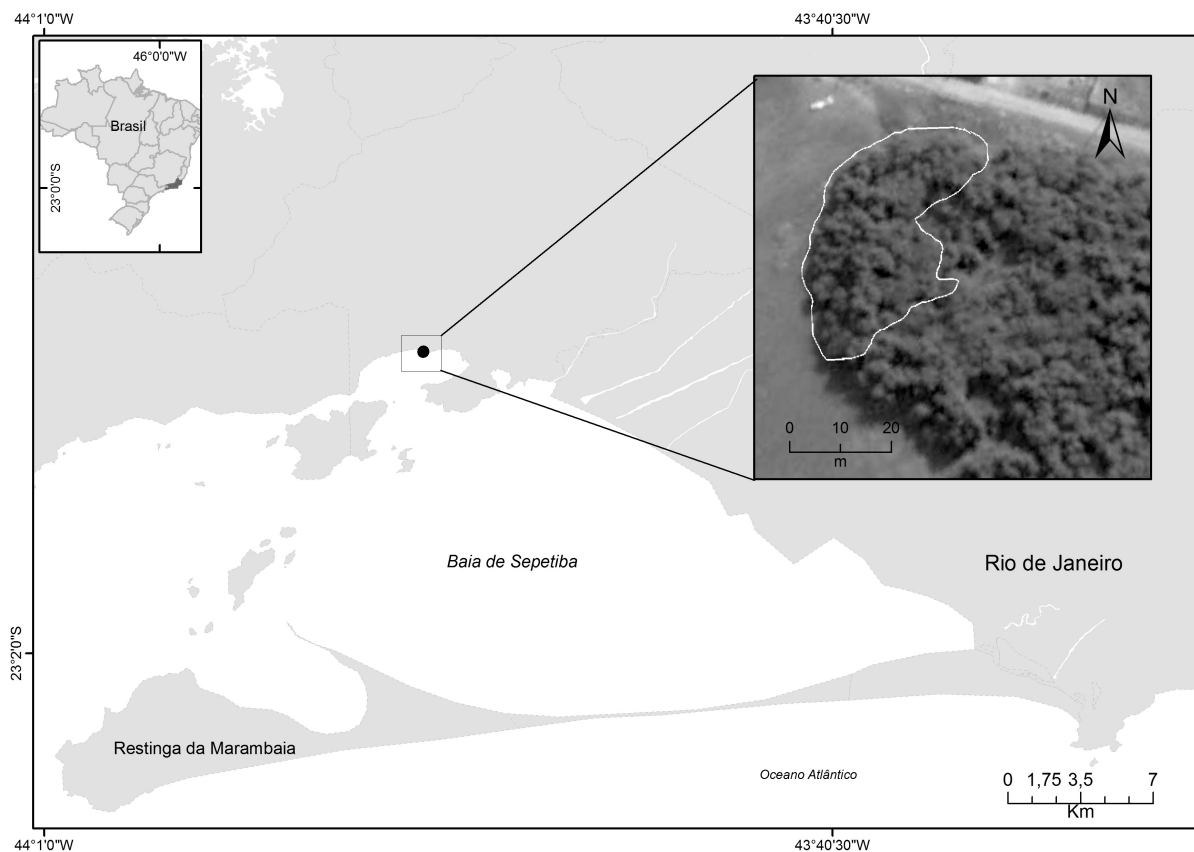 44°1'0"W
43°40'30"W
46°0'0"W
23°0'0"S
Brasil
N
0 10 20
m
Baia de Sepetiba
Rio de Janeiro
23°2'0"S
Restinga da Marambaia
Oceano Atlântico
0 1,75 3,5 7
Km
44°1'0"W
43°40'30"W